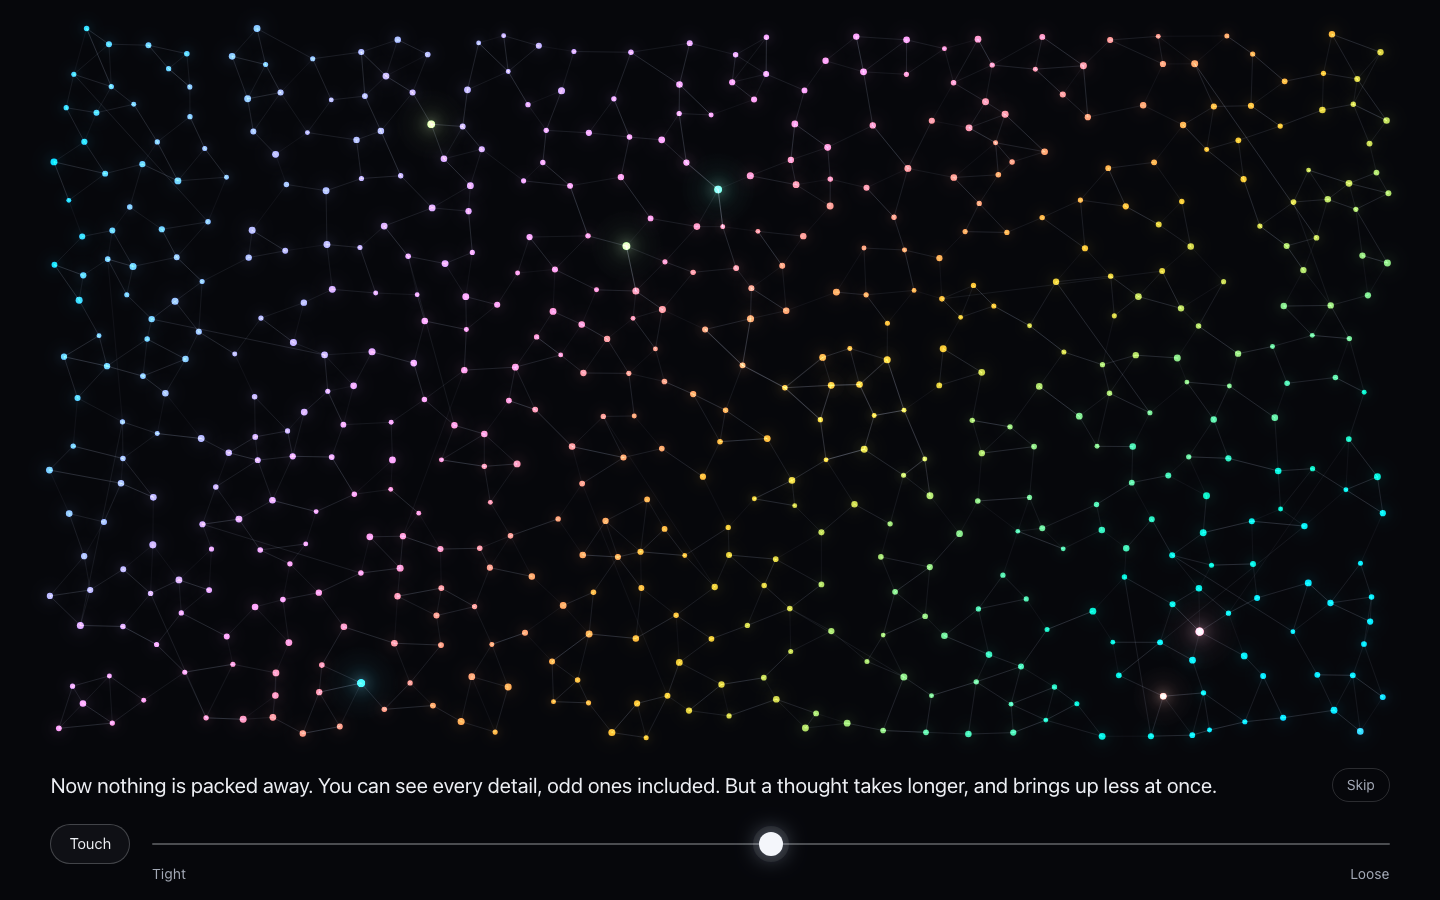 Now nothing is packed away. You can see every detail, odd ones included. But a thought takes longer, and brings up less at once.
Skip
Touch
Tight
Loose